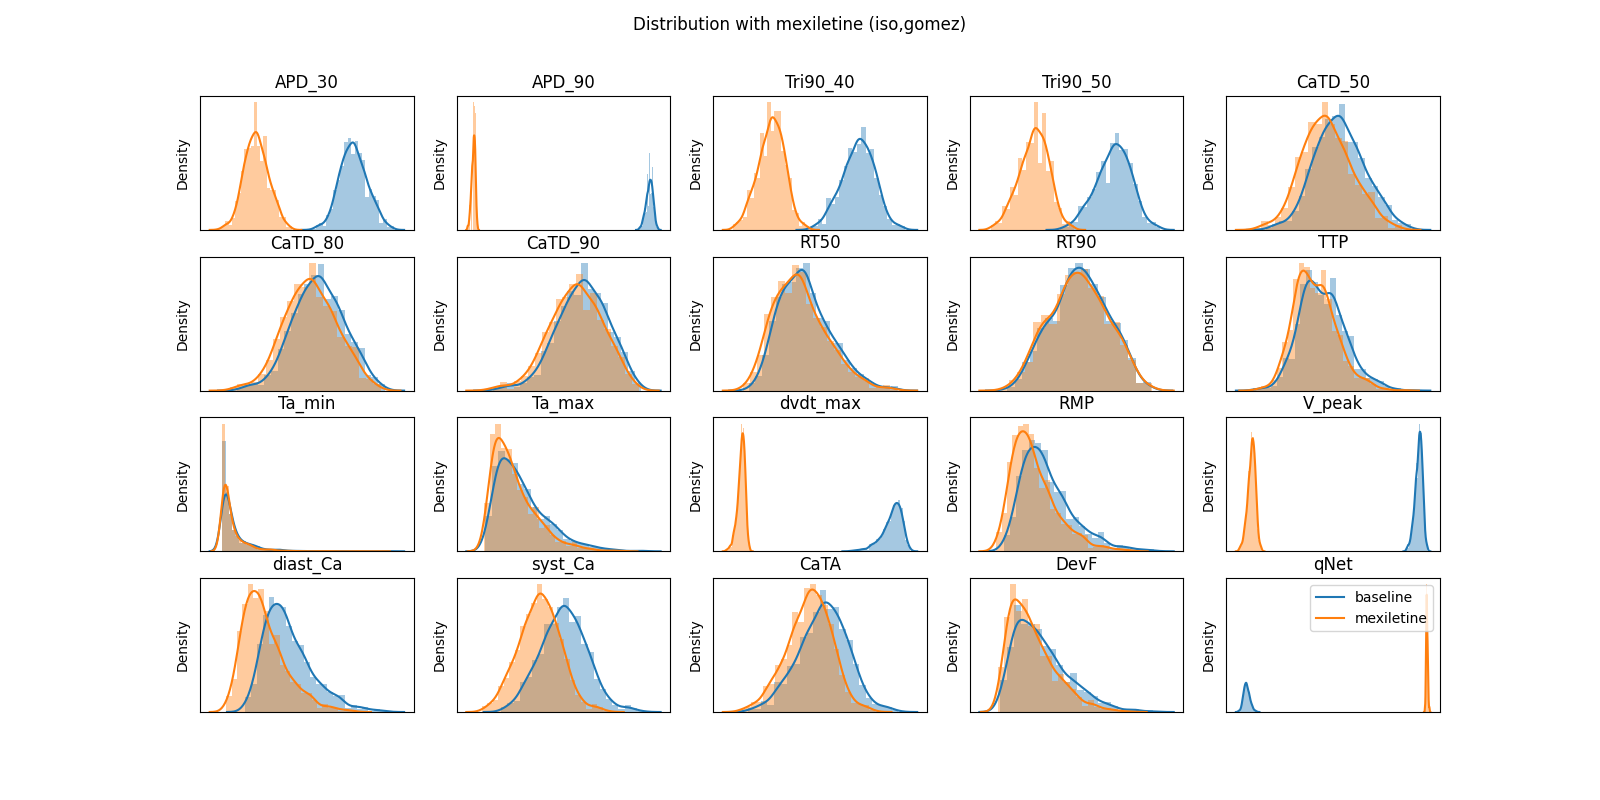 Distribution with mexiletine (iso,gomez)
APD_30
APD_90
Tri90_40
Tri90_50
CaTD_50
Density
Density
Density
Density
Density
CaTD_80
CaTD_90
RT50
RT90
TTP
Density
Density
Density
Density
Density
Ta_min
Ta_max
dvdt_max
RMP
V_peak
Density
Density
Density
Density
Density
diast_Ca
syst_Ca
CaTA
DevF
qNet
Density
Density
Density
Density
Density
baseline
mexiletine